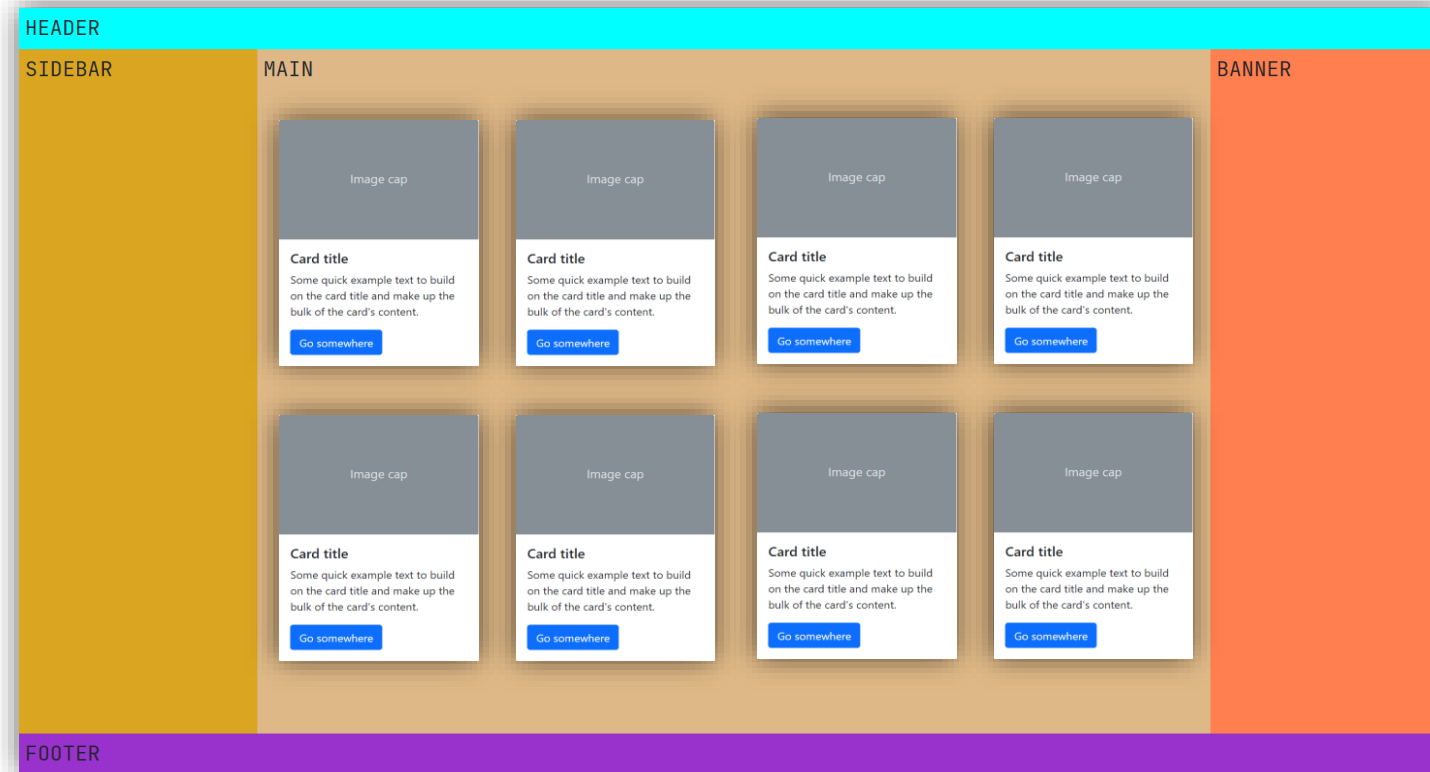 HEADER
SIDEBAR
MAIN
BANNER
Image cap
Card title
Some quick example text to build
on the card title and make up the
bulk of the card's content.
Go somewhere
Image cap
Card title
Some quick example text to build
on the card title and make up the
bulk of the card's content.
Go somewhere
Image cap
Card title
Some quick example text to build
on the card title and make up the
bulk of the card's content.
Go somewhere
Image cap
Card title
Some quick example text to build
on the card title and make up the
bulk of the card's content.
Go somewhere
Image cap
Card title
Some quick example text to build
on the card title and make up the
bulk of the card's content.
Go somewhere
Image cap
Card title
Some quick example text to build
on the card title and make up the
bulk of the card's content.
Go somewhere
Image cap
Card title
Some quick example text to build
on the card title and make up the
bulk of the card's content.
Go somewhere
Image cap
Card title
Some quick example text to build
on the card title and make up the
bulk of the card's content.
Go somewhere
FOOTER